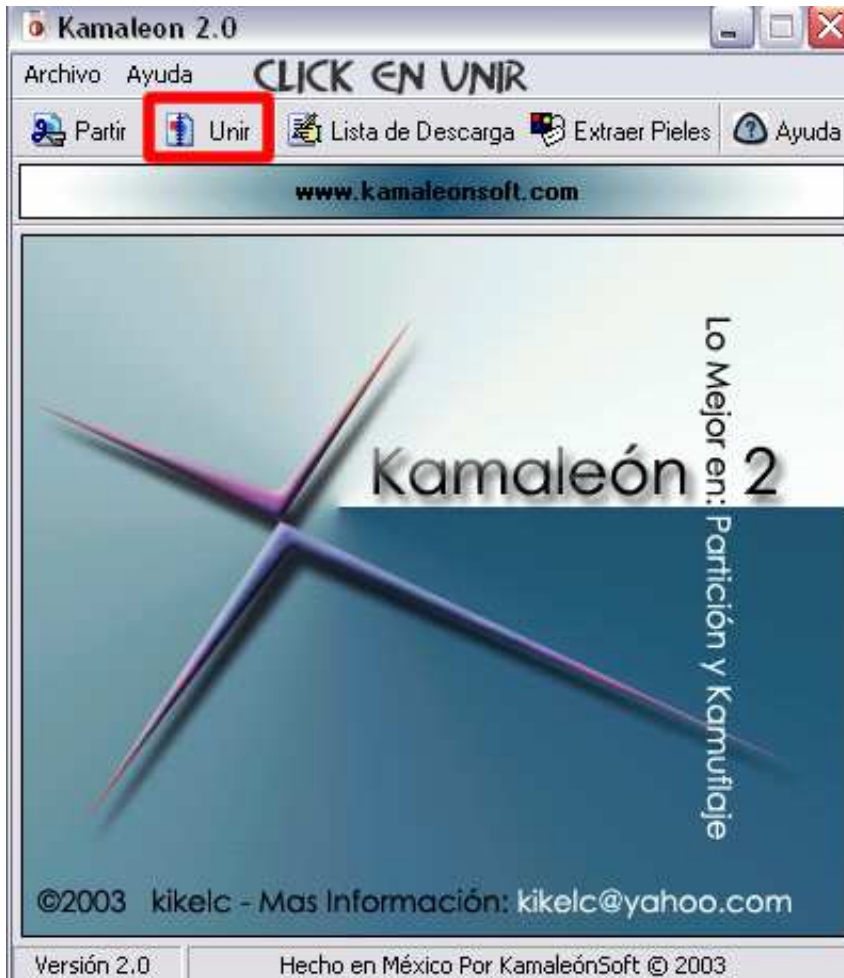 Kamaleon 2.0
Archivo Ayuda CLICK EN UNIR
Partir Unir Lista de Descarga Extraer Pieles Ayuda
www.kamaleonsoft.com
Lo Mejor en: Partición y Kamuflaje
Kamaleón 2
©2003 kikelc - Mas Información: kikelc@yahoo.com
Versión 2.0 Hecho en México Por KamaleónSoft © 2003